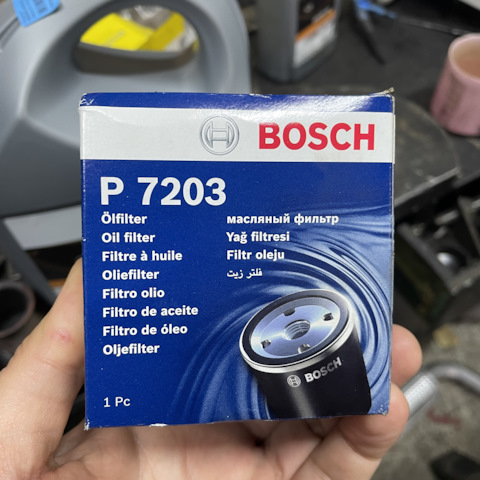 BOSCH
P 7203
Ölfilter
Oil filter
Filtre à huile
Oliefilter
Filtro olio
Filtro de aceite
Filtro de óleo
Oljefilter
масляный фильтр
Yağ filtresi
Filtr oleju
فلتر زيت
BOSCH
1 Pc